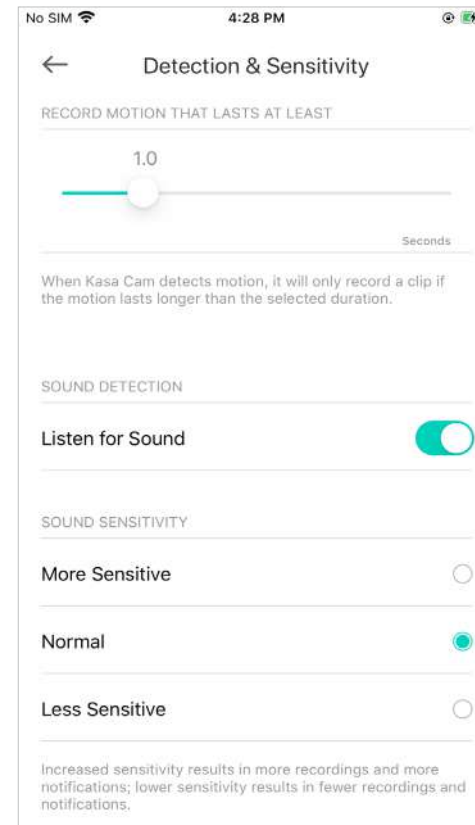 No SIM 4:28 PM
Detection & Sensitivity
RECORD MOTION THAT LASTS AT LEAST
1.0
Seconds
When Kasa Cam detects motion, it will only record a clip if
the motion lasts longer than the selected duration.
SOUND DETECTION
Listen for Sound
SOUND SENSITIVITY
More Sensitive
Normal
Less Sensitive
Increased sensitivity results in more recordings and more
notifications; lower sensitivity results in fewer recordings and
notifications.